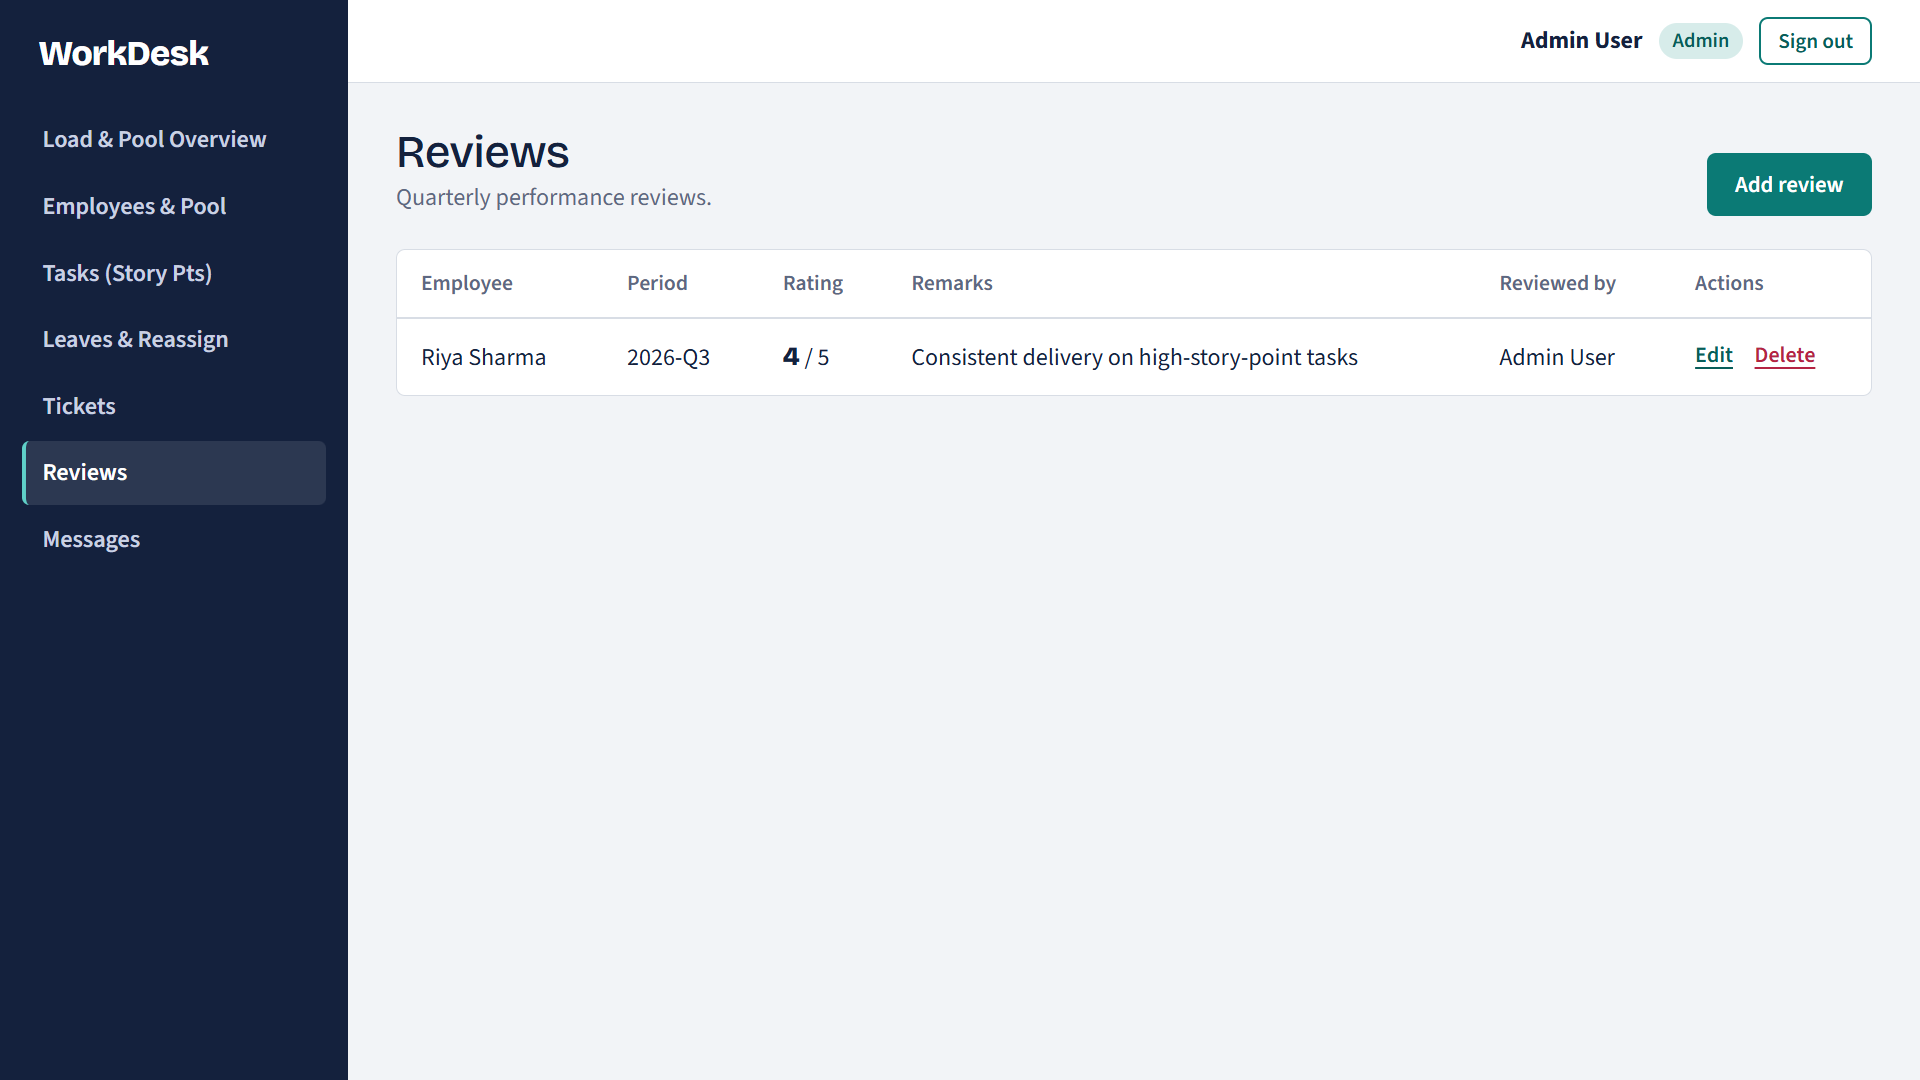 WorkDesk
Load & Pool Overview
Employees & Pool
Tasks (Story Pts)
Leaves & Reassign
Tickets
Reviews
Messages
Admin User Admin Sign out
Reviews
Quarterly performance reviews.
Add review
Employee Period Rating Remarks Reviewed by Actions
Riya Sharma 2026-Q3 4 / 5 Consistent delivery on high-story-point tasks Admin User Edit Delete